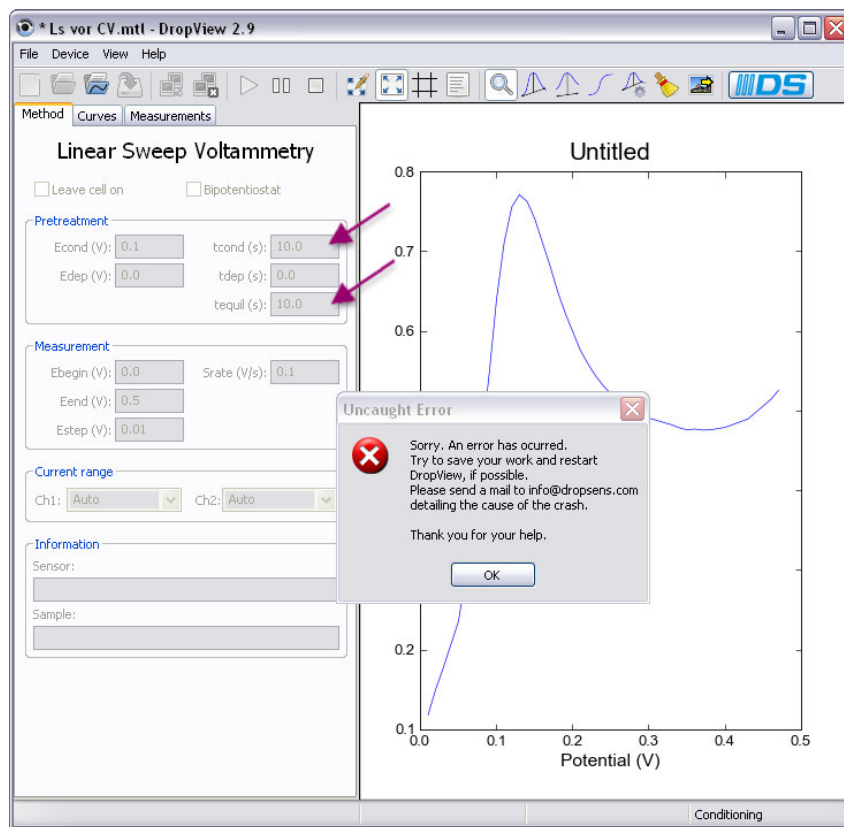 * Ls vor CV.mtl - DropView 2.9
File Device View Help
DS
Method Curves Measurements
Linear Sweep Voltammetry
Leave cell on Bipotentiostat
Pretreatment
Econd (V): 0.1 tcond (s): 10.0
Edep (V): 0.0 tdep (s): 0.0
tequil (s): 10.0
Measurement
Ebegin (V): 0.0 Srate (V/s): 0.1
Eend (V): 0.5
Estep (V): 0.01
Current range
Ch1: Auto Ch2: Auto
Information
Sensor:
Sample:
Untitled
0.8
0.7
0.6
0.2
0.1
0.0 0.1 0.2 0.3 0.4 0.5
Potential (V)
Uncaught Error
Sorry. An error has ocurred.
Try to save your work and restart
DropView, if possible.
Please send a mail to info@dropsens.com
detailing the cause of the crash.
Thank you for your help.
OK
Conditioning